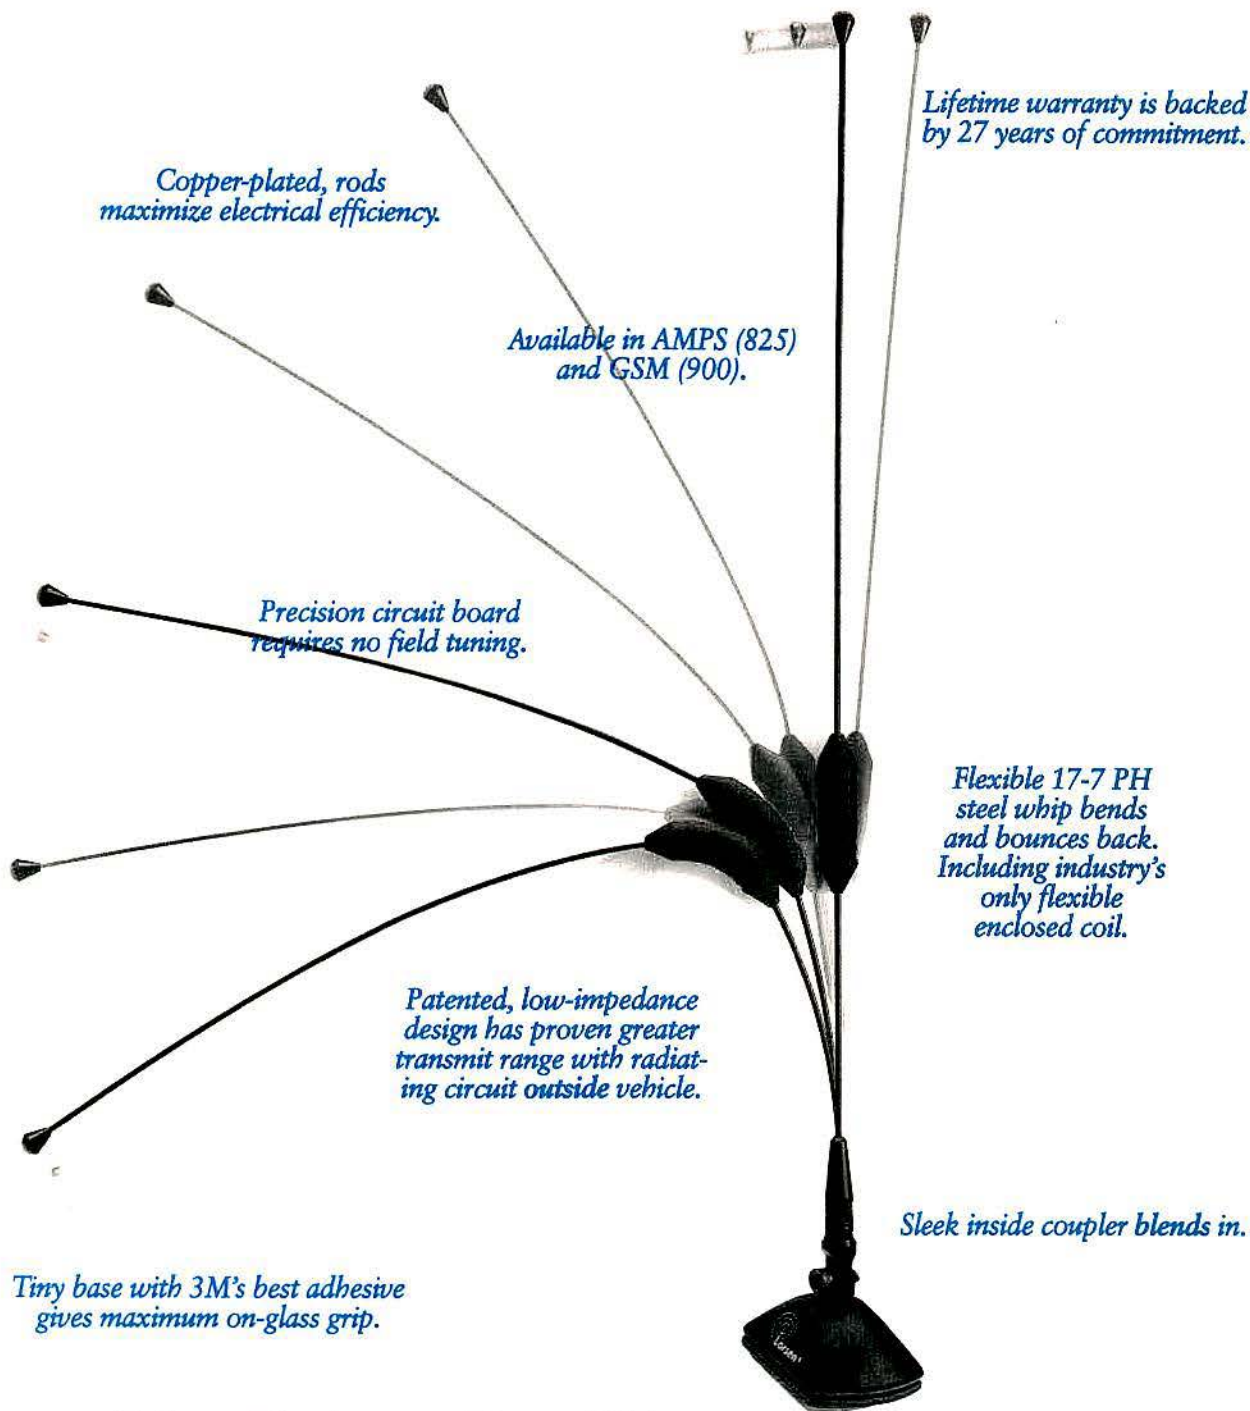 Lifetime warranty is backed
by 27 years of commitment.
Copper-plated, rods
maximize electrical efficiency.
Available in AMPS (825)
and GSM (900).
Precision circuit board
requires no field tuning.
Flexible 17-7 PH
steel whip bends
and bounces back.
Including industry's
only flexible
enclosed coil.
Patented, low-impedance
design has proven greater
transmit range with radiat-
ing circuit outside vehicle.
Sleek inside coupler blends in.
Tiny base with 3M's best adhesive
gives maximum on-glass grip.
Larsen